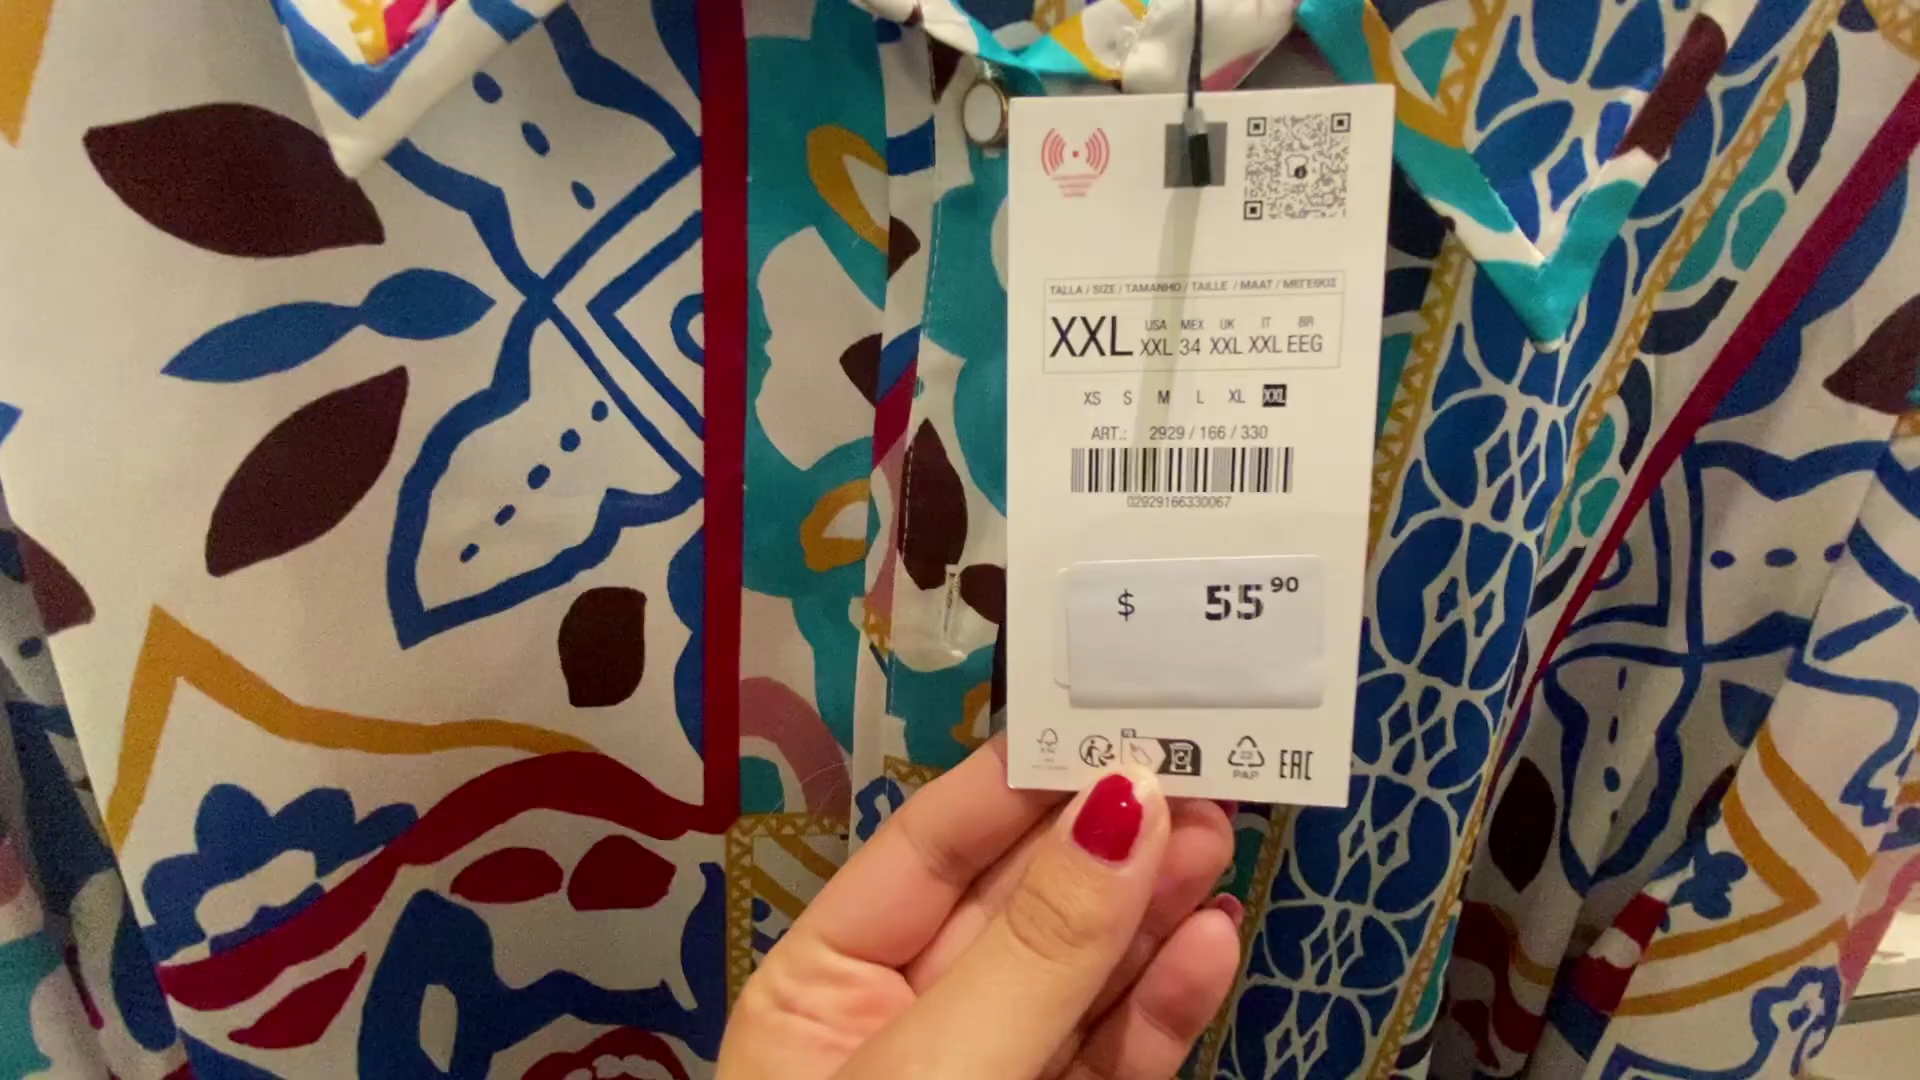 TALLA / SIZE / TAMANHO / TAILLE / MAAT / ΜΕΓΕΘΟΣ
USA MEX UK IT BR
XXL XXL 34 XXL XXL EEG
XS S M L XL XXL
ART.: 2929 / 166 / 330
02929166330067
$ 55 90
PAP EAC